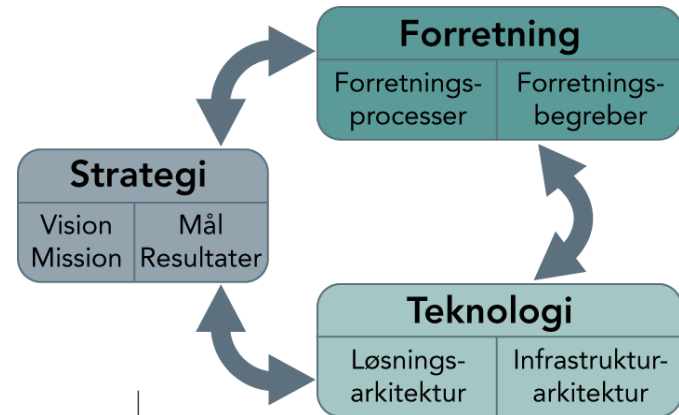 Forretning
Forretnings-
processer
Forretnings-
begreber
Strategi
Vision
Mission
Mål
Resultater
Teknologi
Løsnings-
arkitektur
Infrastruktur-
arkitektur